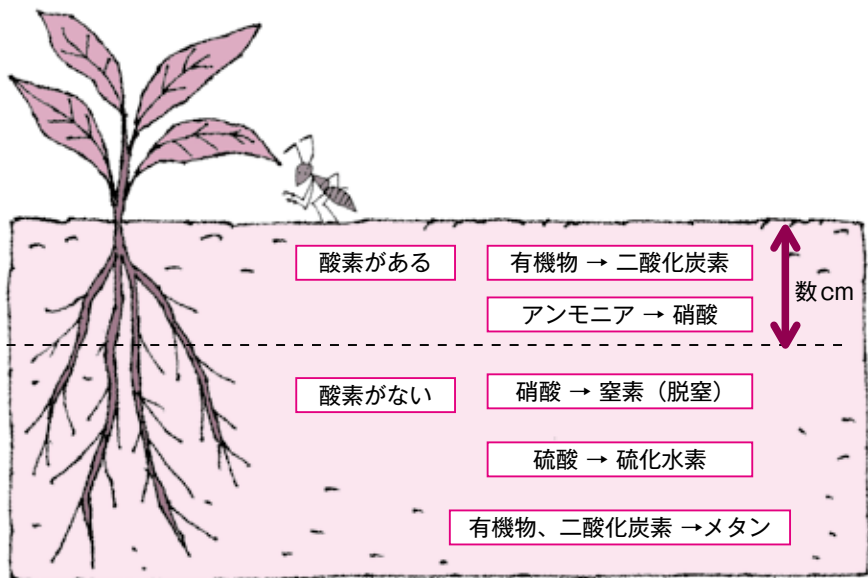 酸素がある
有機物 → 二酸化炭素
アンモニア → 硝酸
数cm
酸素がない
硝酸 → 窒素（脱窒）
硫酸 → 硫化水素
有機物、二酸化炭素 →メタン